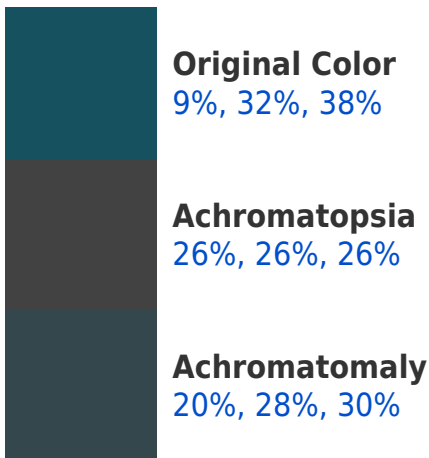 Original Color
9%, 32%, 38%
Achromatopsia
26%, 26%, 26%
Achromatomaly
20%, 28%, 30%